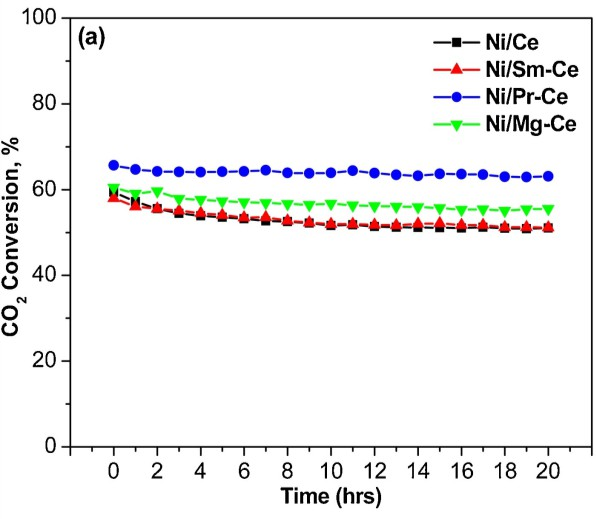 (a)
Ni/Ce
Ni/Sm-Ce
Ni/Pr-Ce
Ni/Mg-Ce
CO₂ Conversion, %
100
80
60
40
20
0
0 2 4 6 8 10 12 14 16 18 20
Time (hrs)